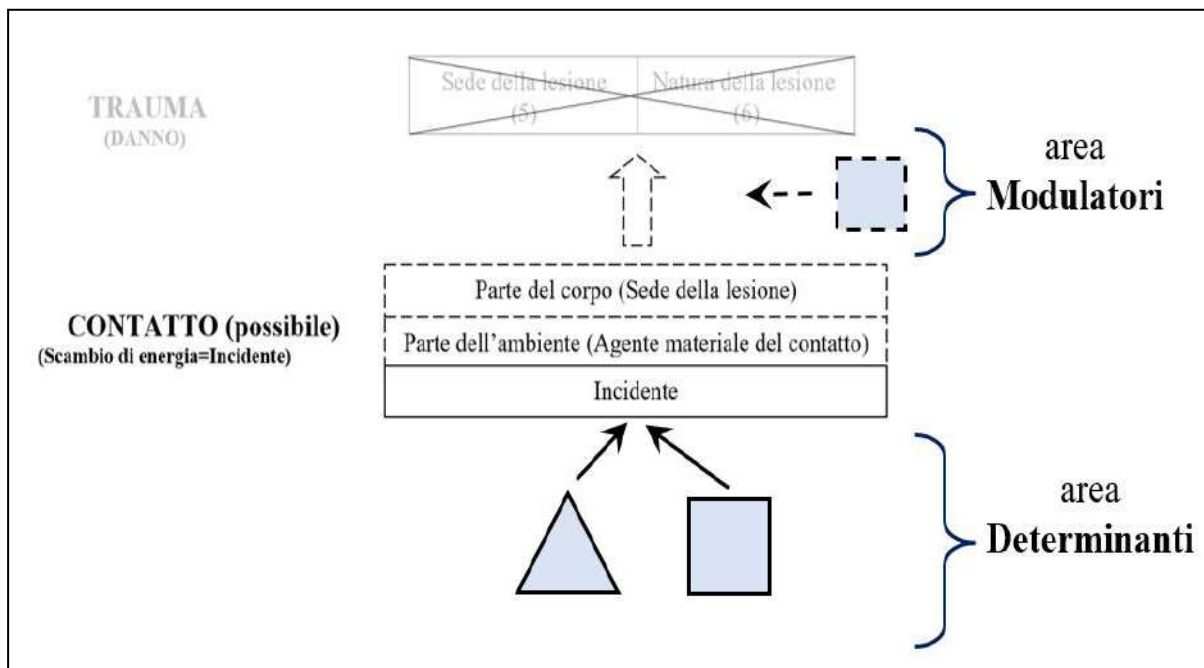 Sede della lesione
(5)
Natura della lesione
(6)
TRAUMA
(DANNO)
area
Modulatori
Parte del corpo (Sede della lesione)
CONTATTO (possibile)
(Scambio di energia=Incidente)
Parte dell'ambiente (Agente materiale del contatto)
Incidente
area
Determinanti